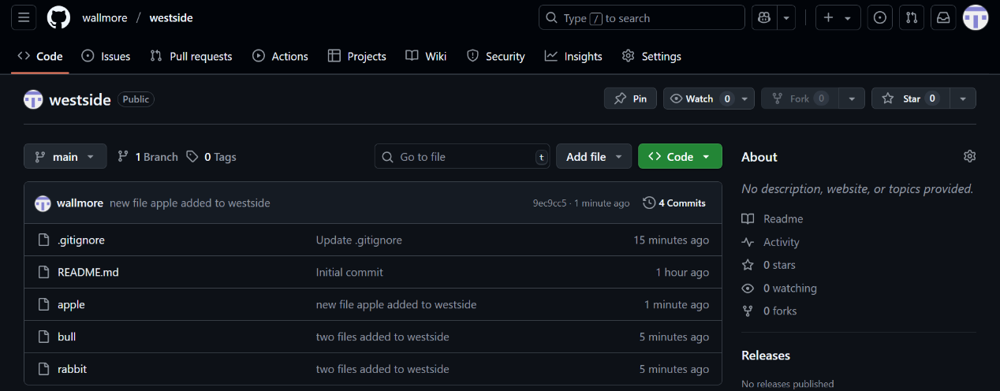 wallmore / westside Type / to search
Code Issues Pull requests Actions Projects Wiki Security Insights Settings
westside Public Pin Watch 0 Fork 0 Star 0
main 1 Branch 0 Tags Go to file t Add file Code
wallmore new file apple added to westside 9ec9cc5 · 1 minute ago 4 Commits
.gitignore Update .gitignore 15 minutes ago
README.md Initial commit 1 hour ago
apple new file apple added to westside 1 minute ago
bull two files added to westside 5 minutes ago
rabbit two files added to westside 5 minutes ago
About
No description, website, or topics provided.
Readme
Activity
0 stars
0 watching
0 forks
Releases
No releases published